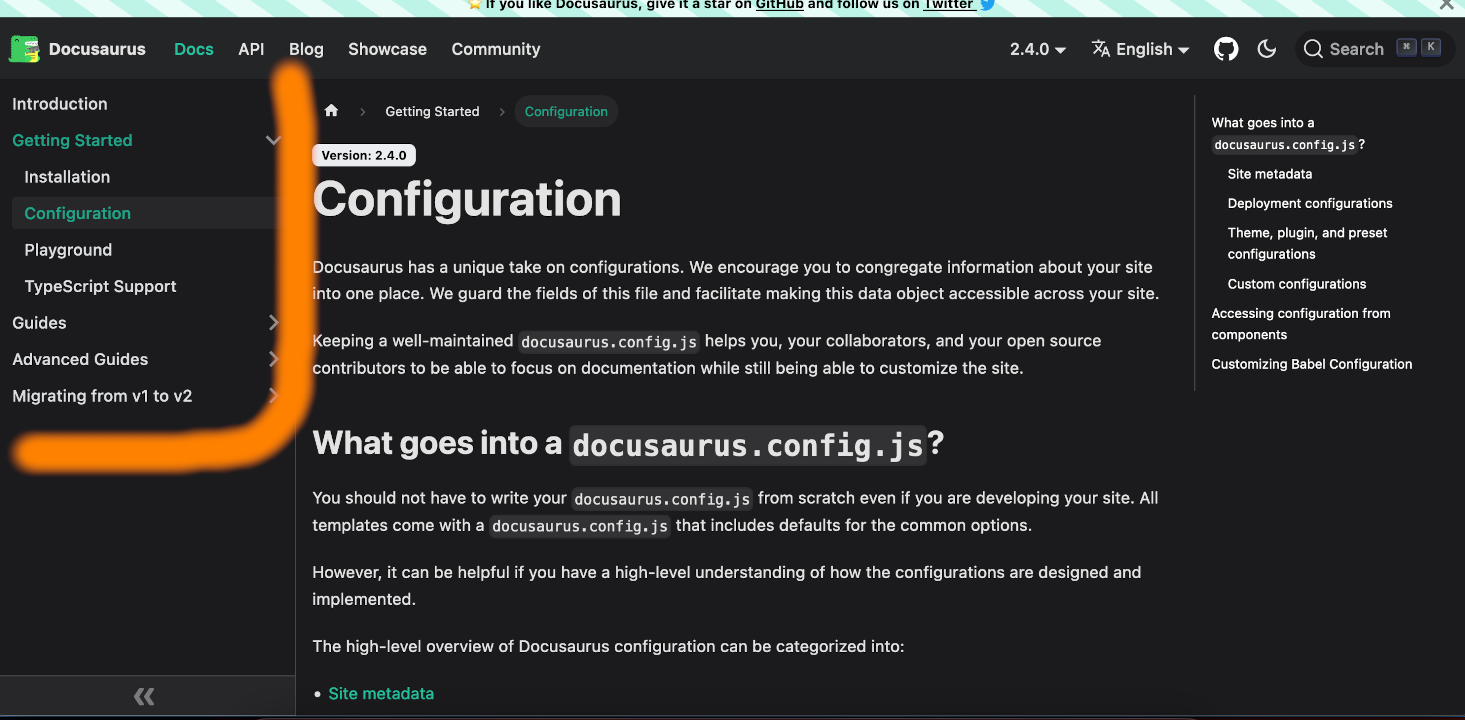 ⭐️ If you like Docusaurus, give it a star on GitHub and follow us on Twitter
Docusaurus Docs API Blog Showcase Community 2.4.0 English Search ⌘ K
Introduction
Getting Started
Installation
Configuration
Playground
TypeScript Support
Guides
Advanced Guides
Migrating from v1 to v2
Getting Started Configuration
Version: 2.4.0
Configuration
Docusaurus has a unique take on configurations. We encourage you to congregate information about your site
into one place. We guard the fields of this file and facilitate making this data object accessible across your site.
Keeping a well-maintained docusaurus.config.js helps you, your collaborators, and your open source
contributors to be able to focus on documentation while still being able to customize the site.
What goes into a docusaurus.config.js?
You should not have to write your docusaurus.config.js from scratch even if you are developing your site. All
templates come with a docusaurus.config.js that includes defaults for the common options.
However, it can be helpful if you have a high-level understanding of how the configurations are designed and
implemented.
The high-level overview of Docusaurus configuration can be categorized into:
• Site metadata
What goes into a
docusaurus.config.js?
Site metadata
Deployment configurations
Theme, plugin, and preset
configurations
Custom configurations
Accessing configuration from
components
Customizing Babel Configuration